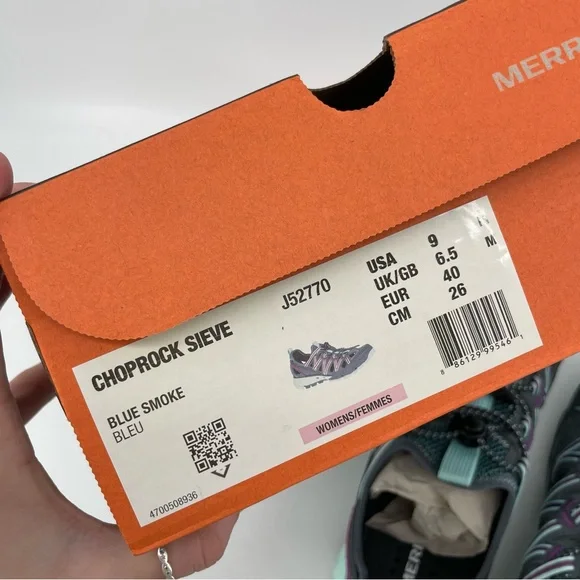 MERR
CHOPROCK SIEVE
J52770
USA 9
UK/GB 6.5 M
EUR 40
CM 26
BLUE SMOKE
BLEU
WOMENS/FEMMES
4700508936
8 86129 99546 1
MERR